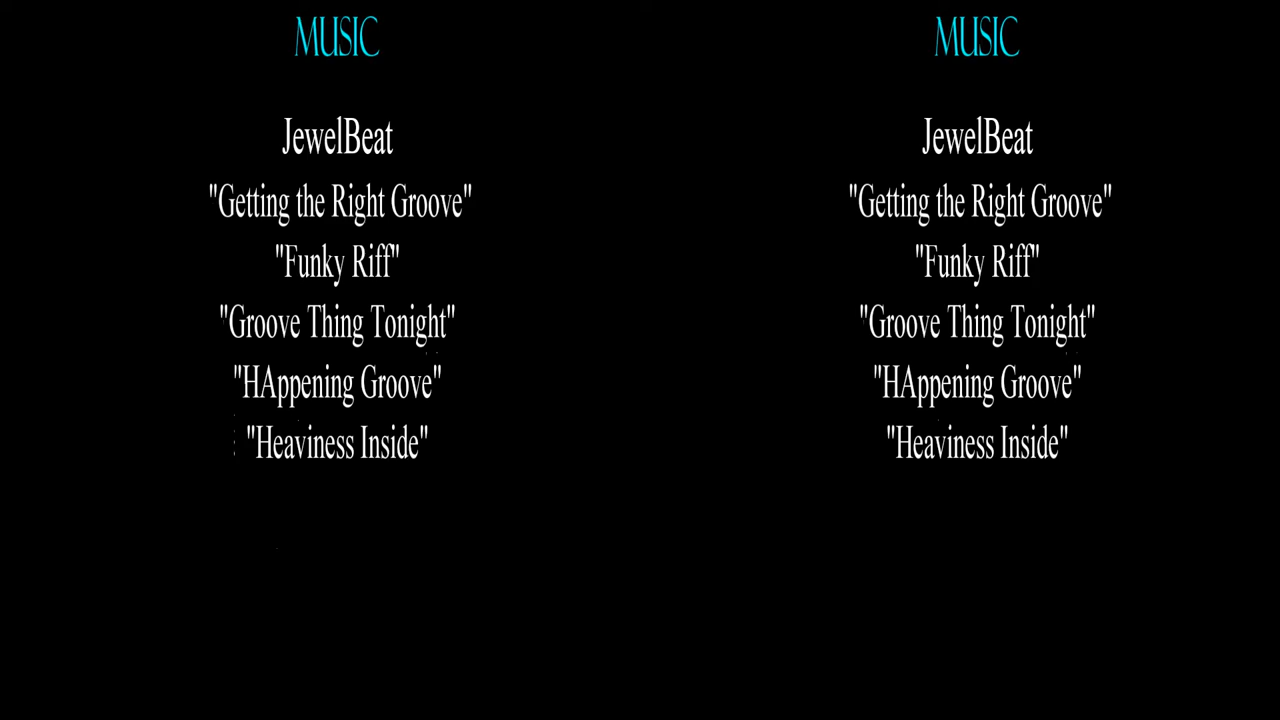 MUSIC
JewelBeat
"Getting the Right Groove"
"Funky Riff"
"Groove Thing Tonight"
"HAppening Groove"
"Heaviness Inside"
MUSIC
JewelBeat
"Getting the Right Groove"
"Funky Riff"
"Groove Thing Tonight"
"HAppening Groove"
"Heaviness Inside"